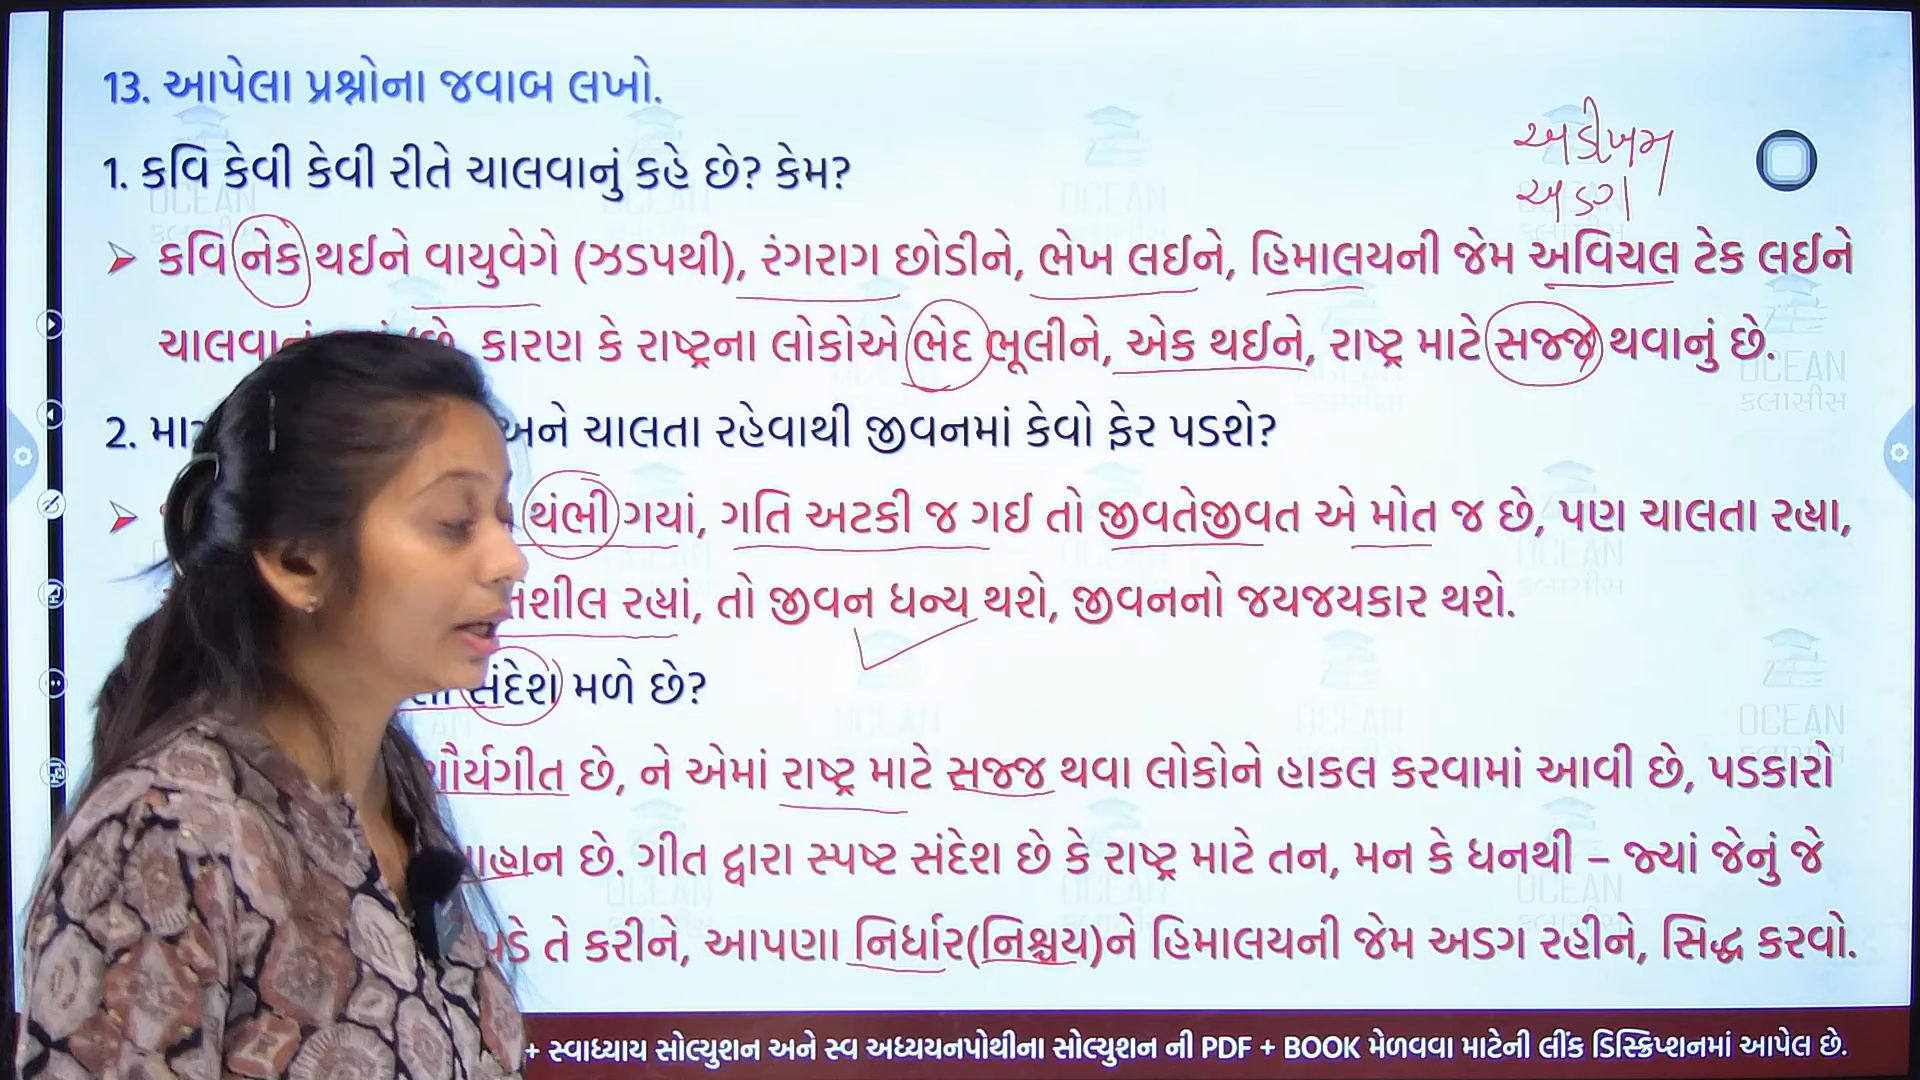 13. આપેલા પ્રશ્નોના જવાબ લખો.
અડીખમ
1. કવિ કેવી કેવી રીતે ચાલવાનું કહે છે? કેમ?
અડગ
➢ કવિ નેક થઈને વાયુવેગે (ઝડપથી), રંગરાગ છોડીને, ભેખ લઈને, હિમાલયની જેમ અવિચલ ટેક લઈને
કારણ કે રાષ્ટ્રના લોકોએ ભેદ ભૂલીને, એક થઈને, રાષ્ટ્ર માટે સજ્જ થવાનું છે.
2. અને ચાલતા રહેવાથી જીવનમાં કેવો ફેર પડશે?
➢ થંભી ગયાં, ગતિ અટકી જ ગઈ તો જીવતેજીવત એ મોત જ છે, પણ ચાલતા રહ્યા,
રહ્યાં, તો જીવન ધન્ય થશે, જીવનનો જયજયકાર થશે.
સંદેશ મળે છે?
છે, ને એમાં રાષ્ટ્ર માટે સજ્જ થવા લોકોને હાકલ કરવામાં આવી છે, પડકારો
છે. ગીત દ્વારા સ્પષ્ટ સંદેશ છે કે રાષ્ટ્ર માટે તન, મન કે ધનથી – જ્યાં જેનું જે
તે કરીને, આપણા નિર્ધાર(નિશ્ચય)ને હિમાલયની જેમ અડગ રહીને, સિદ્ધ કરવો.
+ સ્વાધ્યાય સોલ્યુશન અને સ્વ અધ્યયનપોથીના સોલ્યુશન ની PDF + BOOK મેળવવા માટેની લીંક ડિસ્ક્રિપ્શનમાં આપેલ છે.
OCEAN
કલાસીસ